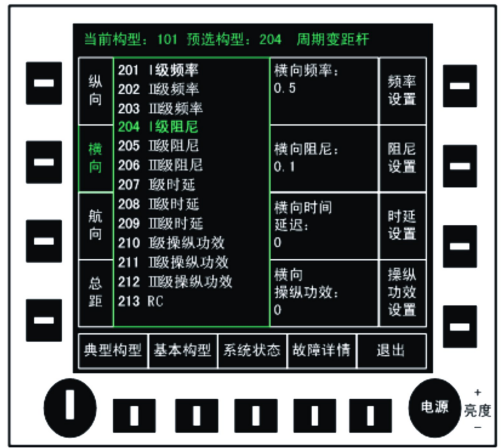 当前构型：101 预选构型：204 周期变距杆
纵向
横向
航向
总距
201 Ⅰ级频率
202 Ⅱ级频率
203 Ⅲ级频率
204 Ⅰ级阻尼
205 Ⅱ级阻尼
206 Ⅲ级阻尼
207 Ⅰ级时延
208 Ⅱ级时延
209 Ⅲ级时延
210 Ⅰ级操纵功效
211 Ⅱ级操纵功效
212 Ⅲ级操纵功效
213 RC
横向频率：
0.5
横向阻尼：
0.1
横向时间
延迟：
0
横向
操纵功效：
0
频率
设置
阻尼
设置
时延
设置
操纵
功效
设置
典型构型 基本构型 系统状态 故障详情 退出
电源
+
亮度
-